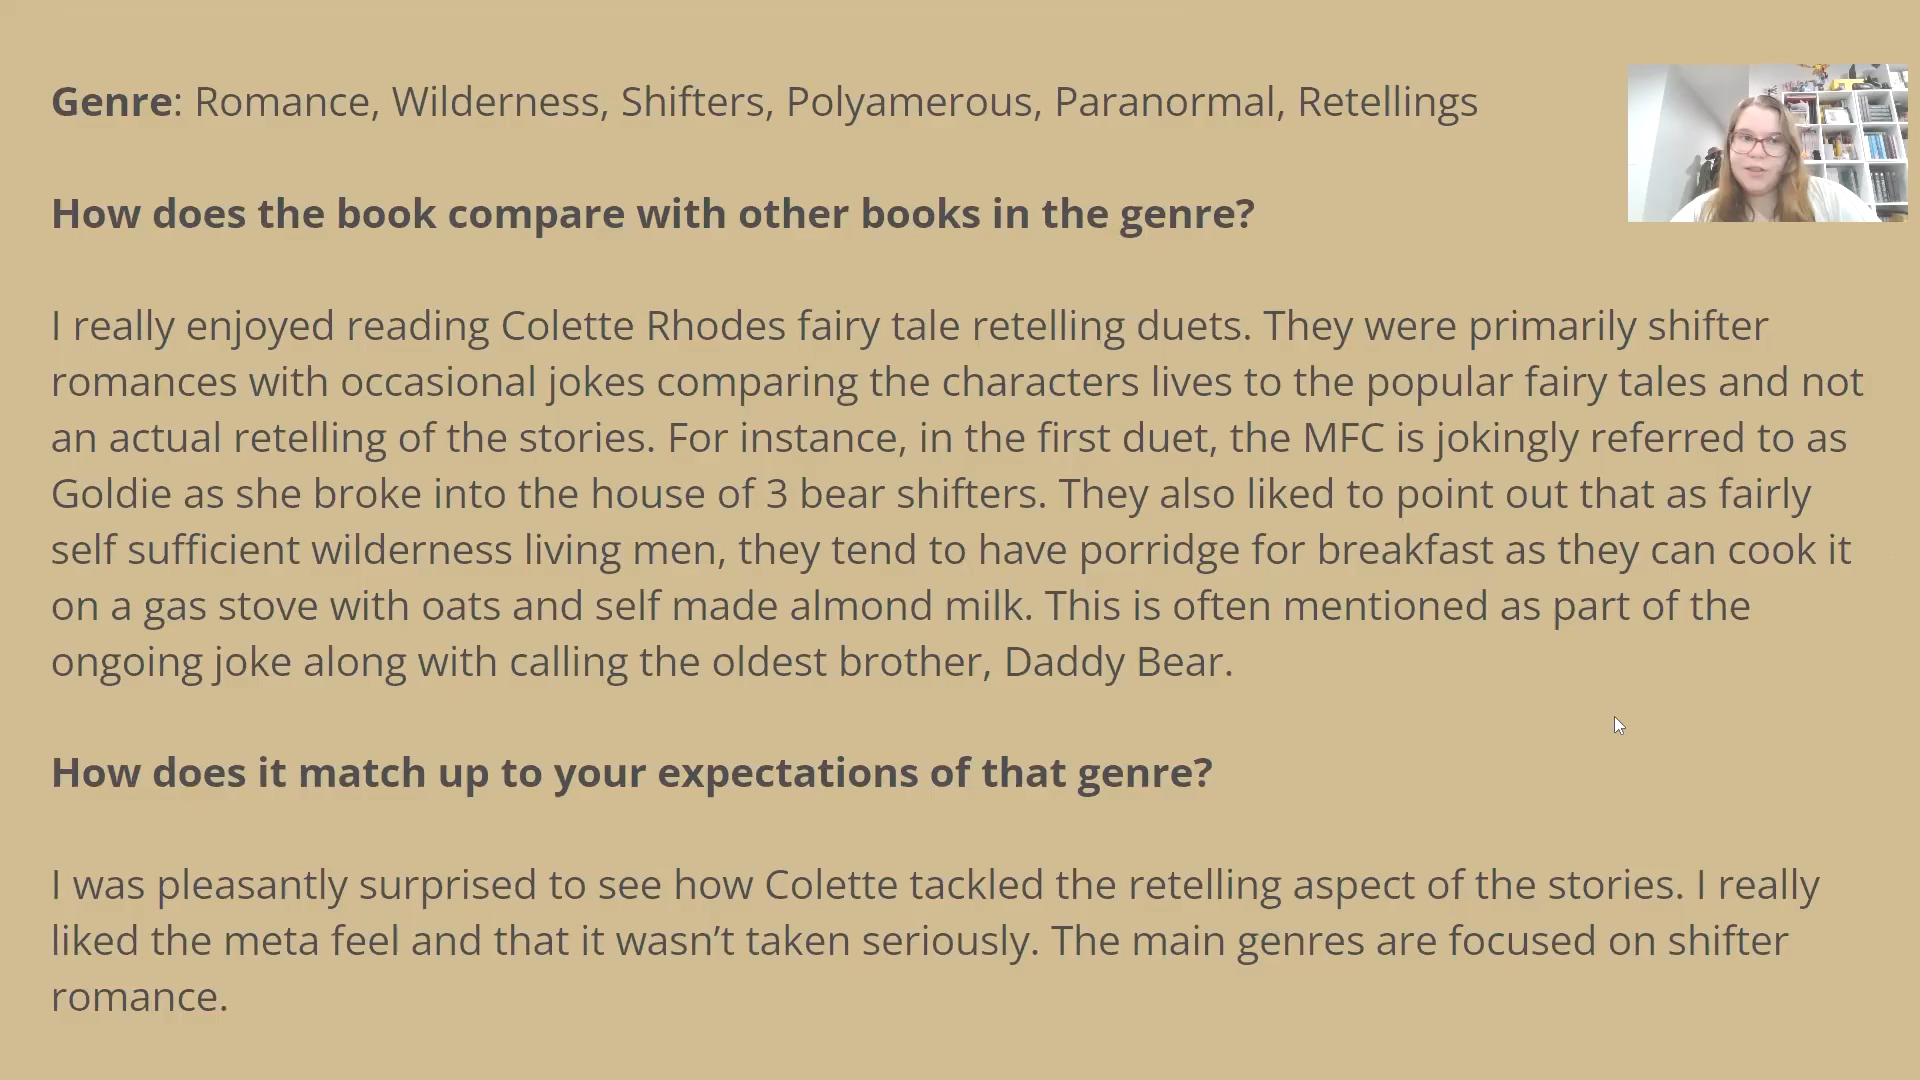 Genre: Romance, Wilderness, Shifters, Polyamerous, Paranormal, Retellings
How does the book compare with other books in the genre?
I really enjoyed reading Colette Rhodes fairy tale retelling duets. They were primarily shifter
romances with occasional jokes comparing the characters lives to the popular fairy tales and not
an actual retelling of the stories. For instance, in the first duet, the MFC is jokingly referred to as
Goldie as she broke into the house of 3 bear shifters. They also liked to point out that as fairly
self sufficient wilderness living men, they tend to have porridge for breakfast as they can cook it
on a gas stove with oats and self made almond milk. This is often mentioned as part of the
ongoing joke along with calling the oldest brother, Daddy Bear.
How does it match up to your expectations of that genre?
I was pleasantly surprised to see how Colette tackled the retelling aspect of the stories. I really
liked the meta feel and that it wasn’t taken seriously. The main genres are focused on shifter
romance.